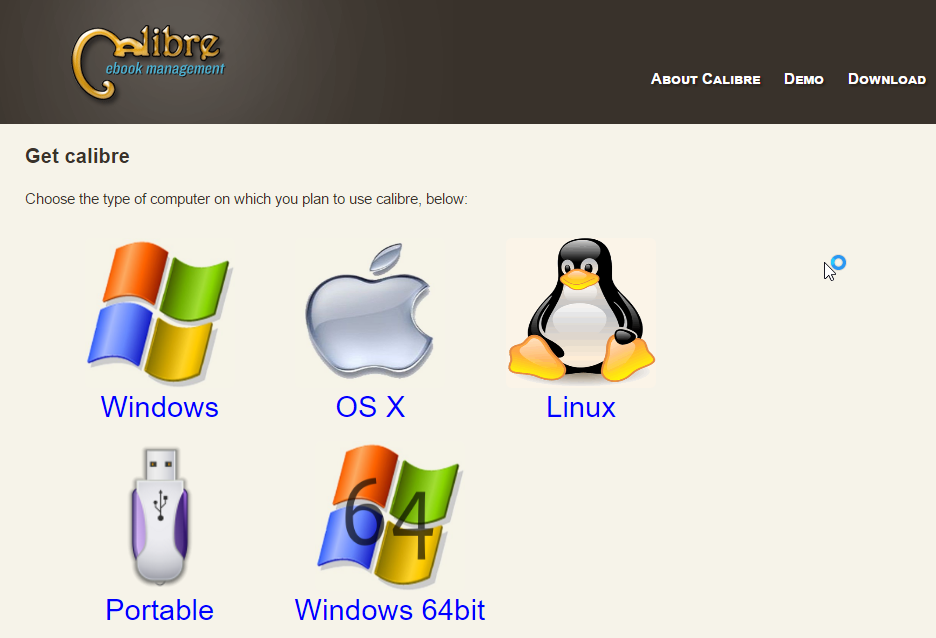 Calibre
ebook management
About Calibre Demo Download
Get calibre
Choose the type of computer on which you plan to use calibre, below:
Windows OS X Linux
64
Portable Windows 64bit